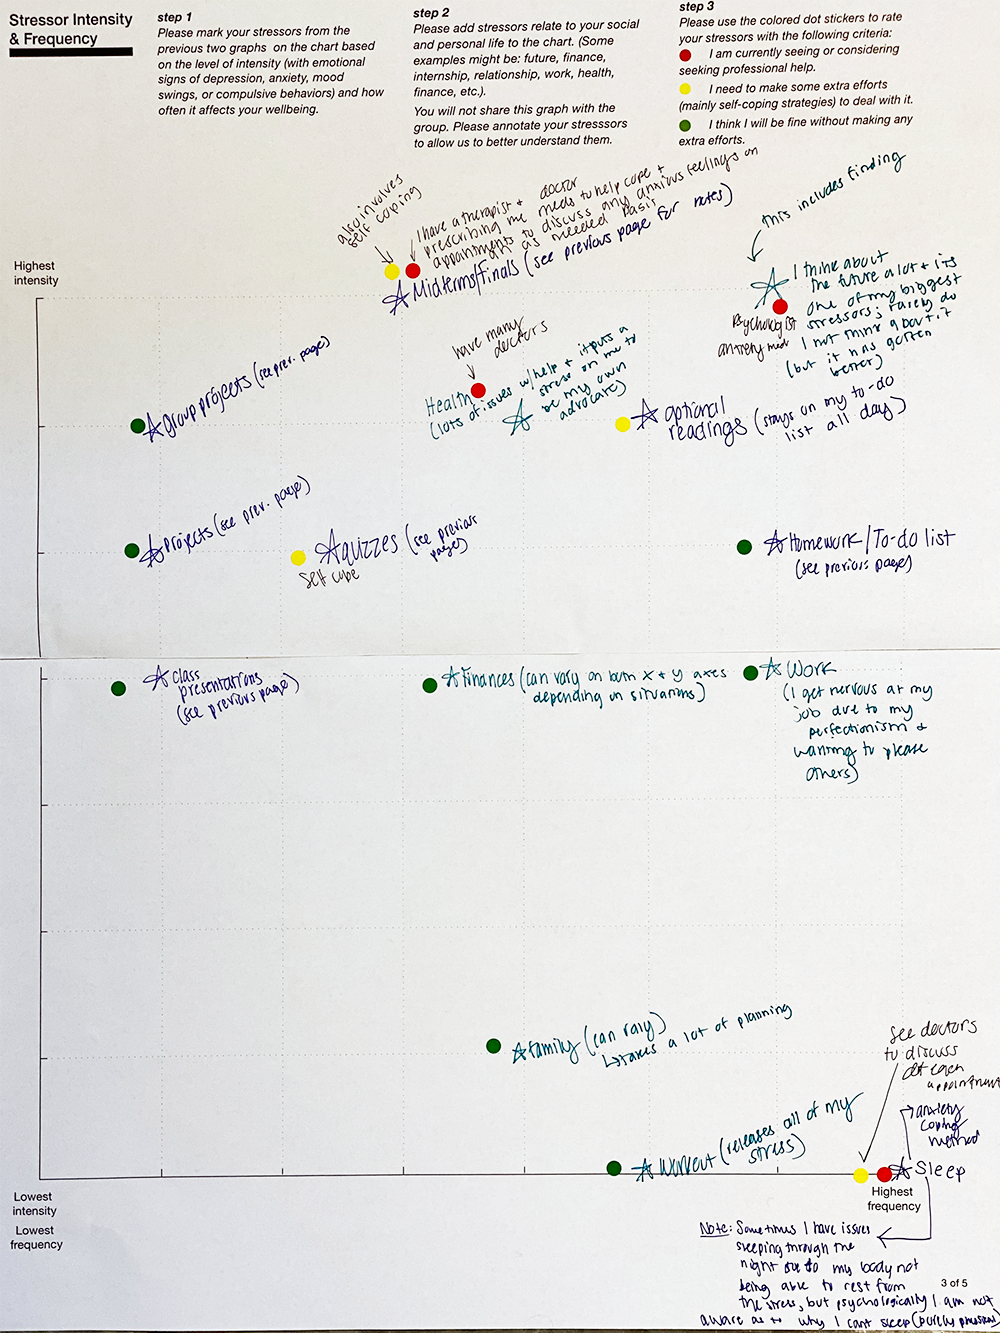 Stressor Intensity
& Frequency
step 1
Please mark your stressors from the
previous two graphs on the chart based
on the level of intensity (with emotional
signs of depression, anxiety, mood
swings, or compulsive behaviors) and how
often it affects your wellbeing.
step 2
Please add stressors relate to your social
and personal life to the chart. (Some
examples might be: future, finance,
internship, relationship, work, health,
finance, etc.).
You will not share this graph with the
group. Please annotate your stresssors
to allow us to better understand them.
step 3
Please use the colored dot stickers to rate
your stressors with the following criteria:
I am currently seeing or considering
seeking professional help.
I need to make some extra efforts
(mainly self-coping strategies) to deal with it.
I think I will be fine without making any
extra efforts.
also involves
self coping
I have a therapist + doctor
prescribing me meds to help cope +
appointments to discuss any anxious feelings on
an as needed basis
Midterms/Finals (see previous page for notes)
this includes finding
I think about
the future a lot + its
one of my biggest
stressors; rarely do
I not think about it
(but it has gotten
better)
Psychologist
anxiety med
Highest
intensity
have many
doctors
Health
(lots of issues w/help + it puts a
stress on me to
be my own
advocate)
group projects (see prev. page)
optional
readings (stays on my to-do
list all day)
projects (see prev. page)
quizzes (see previous
page)
self cope
Homework/To-do list
(see previous page)
class
presentations
(see previous page)
Finances (can vary on both x + y axes
depending on situations)
Work
(I get nervous at my
job due to my
perfectionism &
wanting to please
others)
family (can vary)
takes a lot of planning
see doctors
to discuss
at each
appointment
anxiety
coping
method
Workout (releases all of my
stress)
Sleep
Lowest
intensity
Lowest
frequency
Highest
frequency
Note: Sometimes I have issues
sleeping through the
night due to my body not
being able to rest from
the stress, but psychologically I am not
aware as to why I cant sleep (purely physical)
3 of 5